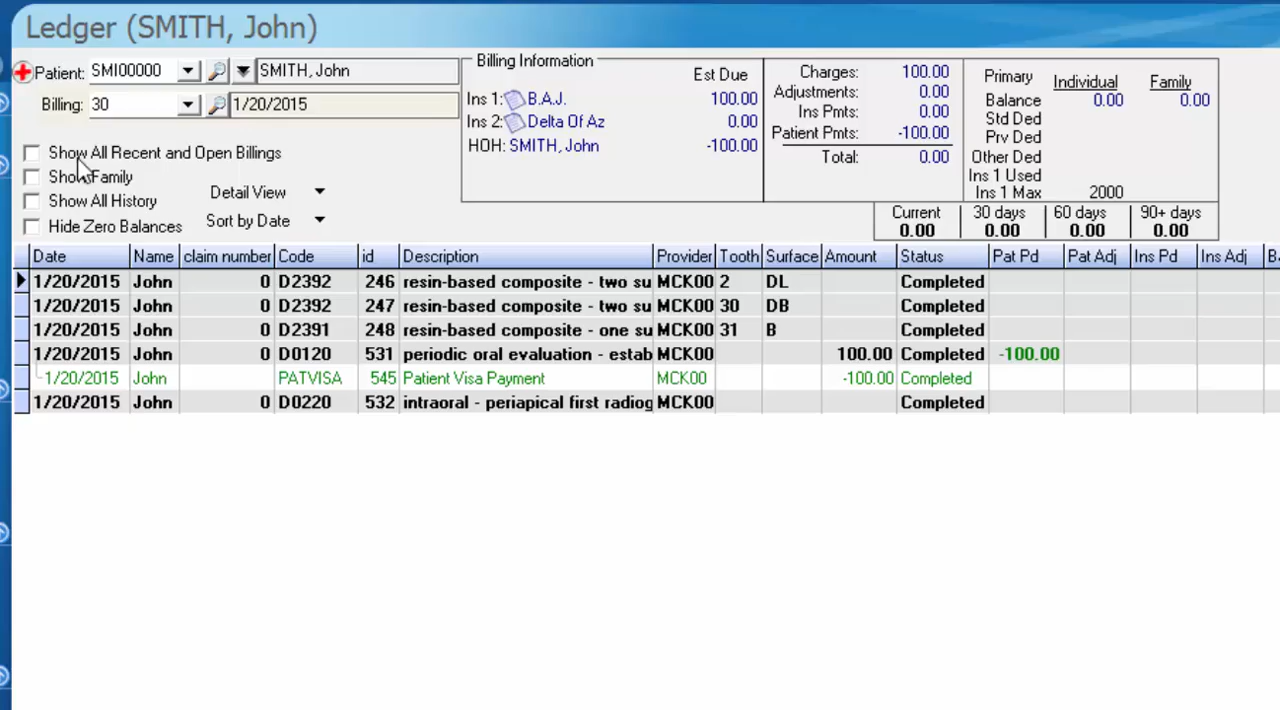 Ledger (SMITH, John)
Patient: SMI00000 SMITH, John
Billing: 30 1/20/2015
Show All Recent and Open Billings
Show Family
Show All History
Hide Zero Balances
Detail View
Sort by Date
Billing Information
Est Due
Ins 1: B.A.J. 100.00
Ins 2: Delta Of Az 0.00
HOH: SMITH, John -100.00
Charges: 100.00
Adjustments: 0.00
Ins Pmts: 0.00
Patient Pmts: -100.00
Total: 0.00
Primary Individual Family
Balance 0.00 0.00
Std Ded
Prv Ded
Other Ded
Ins 1 Used
Ins 1 Max 2000
Current 30 days 60 days 90+ days
0.00 0.00 0.00 0.00
Date Name claim number Code id Description Provider Tooth Surface Amount Status Pat Pd Pat Adj Ins Pd Ins Adj
1/20/2015 John 0 D2392 246 resin-based composite - two su MCK00 2 DL Completed
1/20/2015 John 0 D2392 247 resin-based composite - two su MCK00 30 DB Completed
1/20/2015 John 0 D2391 248 resin-based composite - one su MCK00 31 B Completed
1/20/2015 John 0 D0120 531 periodic oral evaluation - estab MCK00 100.00 Completed -100.00
1/20/2015 John PATVISA 545 Patient Visa Payment MCK00 -100.00 Completed
1/20/2015 John 0 D0220 532 intraoral - periapical first radiog MCK00 Completed